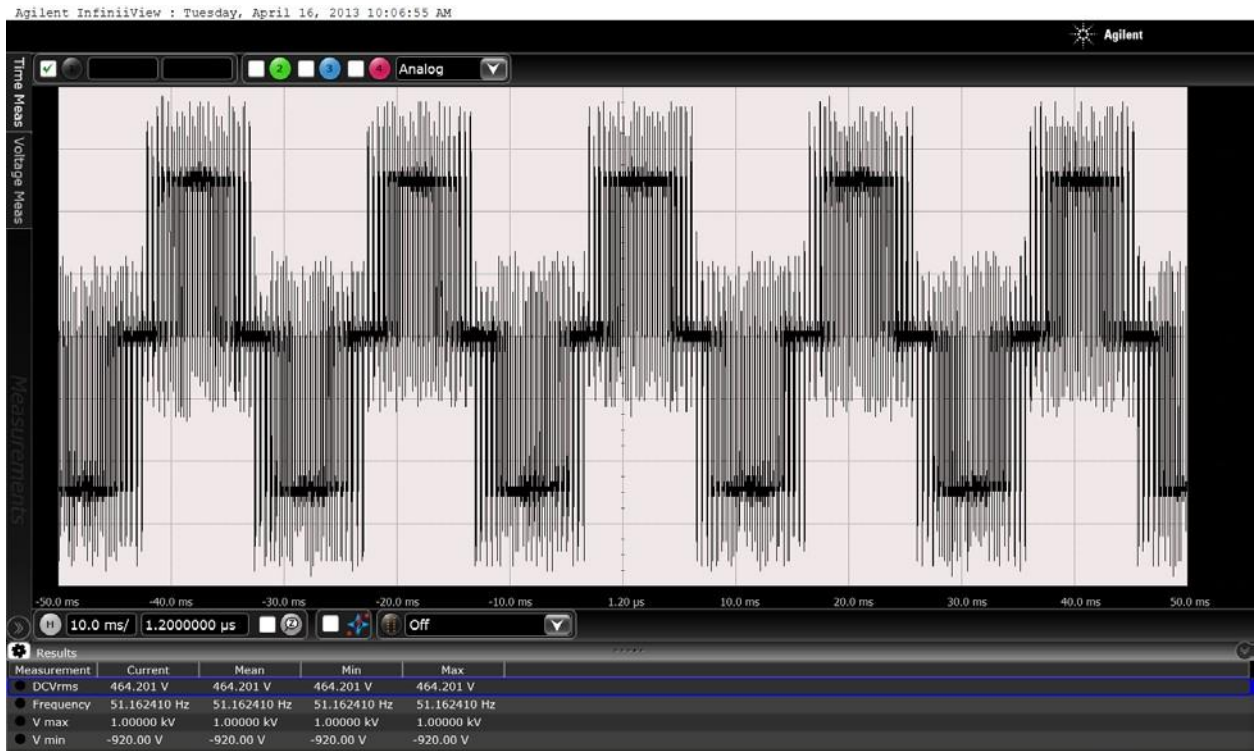 Agilent InfiniiView : Tuesday, April 16, 2013 10:06:55 AM
Agilent
Time Meas
Voltage Meas
Measurements
2 3 4 Analog
-50.0 ms -40.0 ms -30.0 ms -20.0 ms -10.0 ms 1.20 µs 10.0 ms 20.0 ms 30.0 ms 40.0 ms 50.0 ms
H 10.0 ms/ 1.2000000 µs Z Off
Results
Measurement Current Mean Min Max
DCVrms 464.201 V 464.201 V 464.201 V 464.201 V
Frequency 51.162410 Hz 51.162410 Hz 51.162410 Hz 51.162410 Hz
V max 1.00000 kV 1.00000 kV 1.00000 kV 1.00000 kV
V min -920.00 V -920.00 V -920.00 V -920.00 V